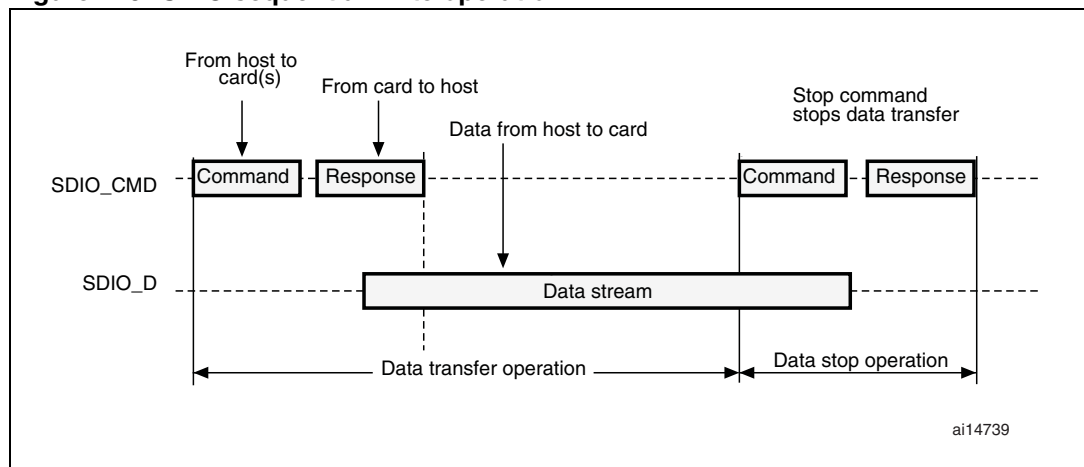 From host to
card(s)
From card to host
Data from host to card
Stop command
stops data transfer
SDIO_CMD
Command
Response
Command
Response
SDIO_D
Data stream
Data transfer operation
Data stop operation
ai14739